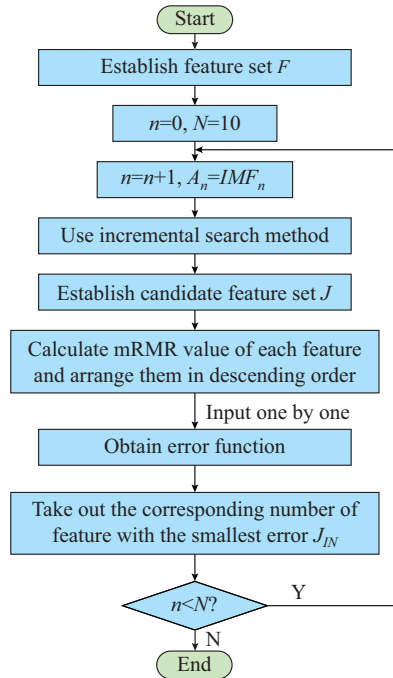 Start
Establish feature set F
n=0, N=10
n=n+1, Aₙ=IMFₙ
Use incremental search method
Establish candidate feature set J
Calculate mRMR value of each feature
and arrange them in descending order
Input one by one
Obtain error function
Take out the corresponding number of
feature with the smallest error J_IN
n<N?
Y
N
End